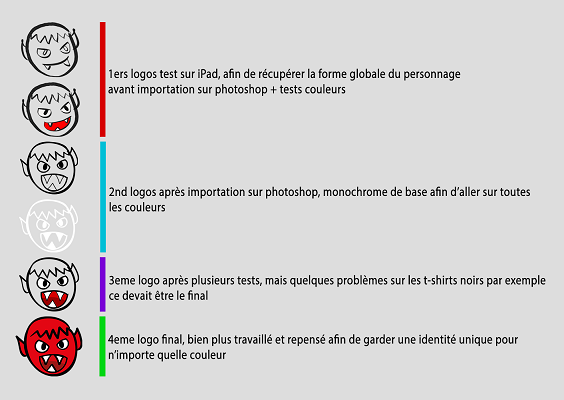 1ers logos test sur iPad, afin de récupérer la forme globale du personnage
avant importation sur photoshop + tests couleurs
2nd logos après importation sur photoshop, monochrome de base afin d'aller sur toutes
les couleurs
3eme logo après plusieurs tests, mais quelques problèmes sur les t-shirts noirs par exemple
ce devait être le final
4eme logo final, bien plus travaillé et repensé afin de garder une identité unique pour
n'importe quelle couleur